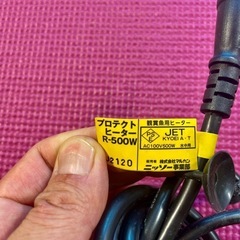 プロテクト
ヒーター
R-500W
2120
観賞魚用ヒーター
PS
E
JET
KYOEI A-T
AC100V500W
株式会社マルカン
ニッソー事業部